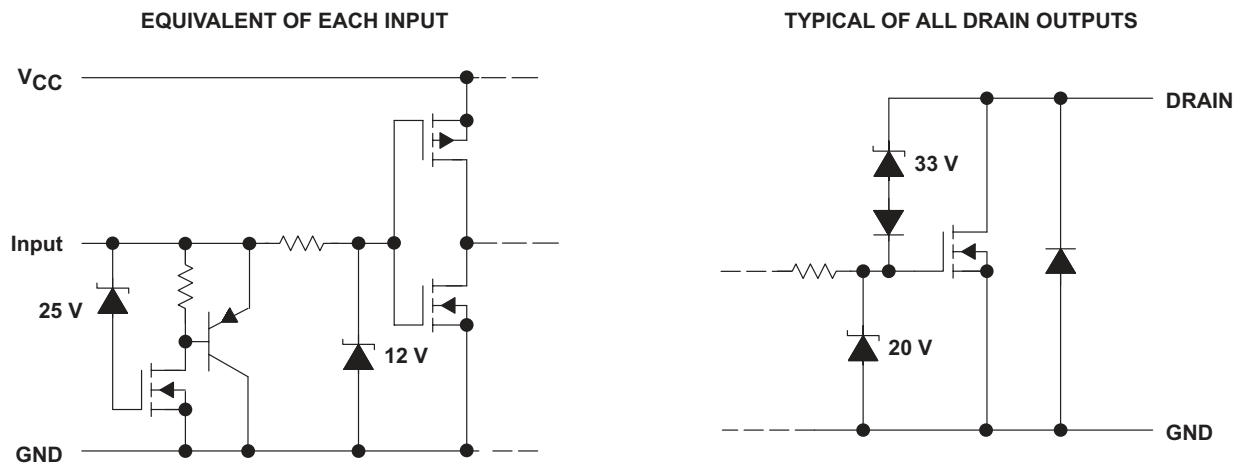 EQUIVALENT OF EACH INPUT
VCC
Input
25 V
12 V
GND
TYPICAL OF ALL DRAIN OUTPUTS
DRAIN
33 V
20 V
GND